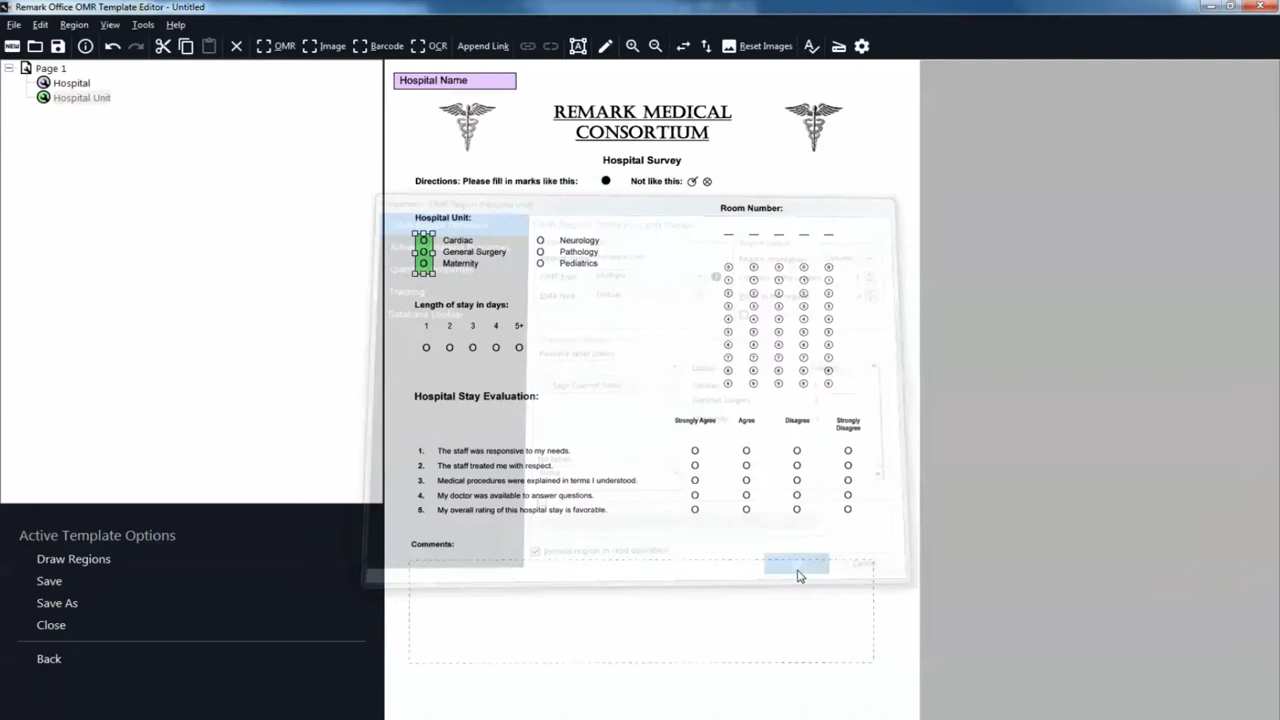 Remark Office OMR Template Editor - Untitled
File Edit Region View Tools Help
NEW OMR Image Barcode OCR Append Link Reset Images
Page 1
Hospital
Hospital Unit
Active Template Options
Draw Regions
Save
Save As
Close
Back
Hospital Name
REMARK MEDICAL
CONSORTIUM
Hospital Survey
Directions: Please fill in marks like this: Not like this:
Room Number:
Hospital Unit:
Cardiac Neurology
General Surgery Pathology
Maternity Pediatrics
Length of stay in days:
1 2 3 4 5+
Hospital Stay Evaluation:
Strongly Agree Agree Disagree Strongly
Disagree
1. The staff was responsive to my needs.
2. The staff treated me with respect.
3. Medical procedures were explained in terms I understood.
4. My doctor was available to answer questions.
5. My overall rating of this hospital stay is favorable.
Comments: